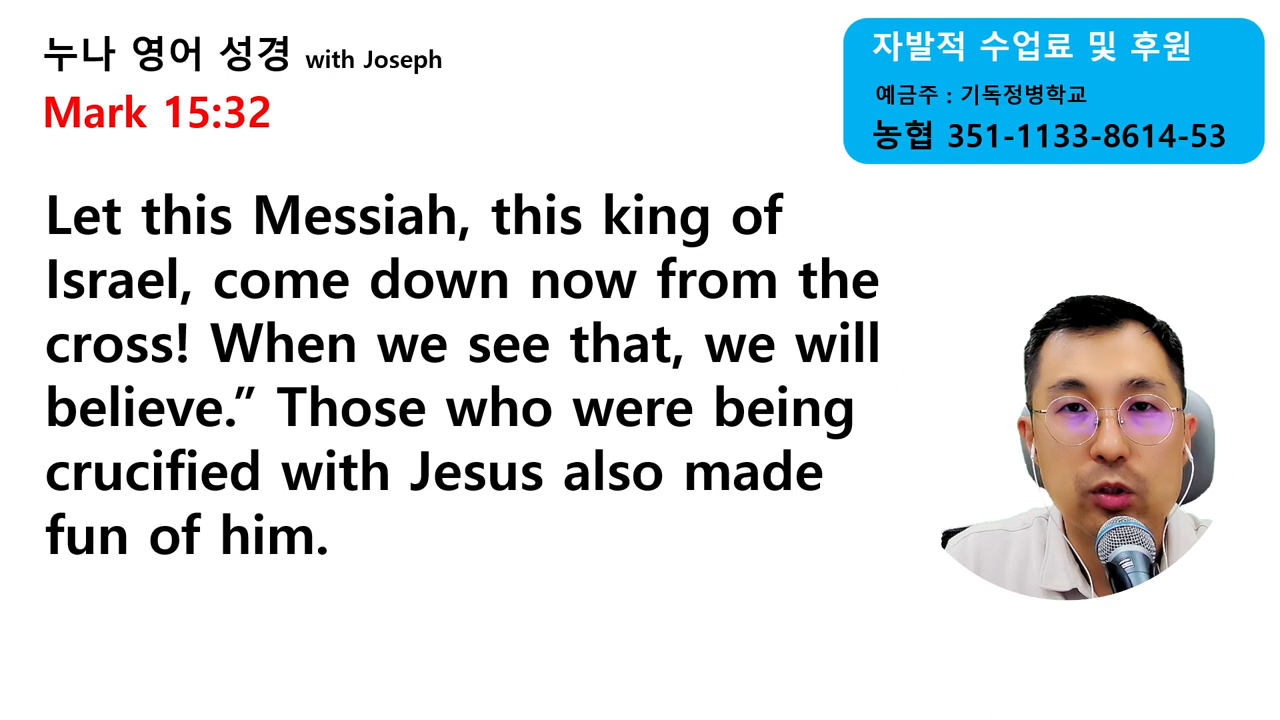 누나 영어 성경 with Joseph
Mark 15:32
자발적 수업료 및 후원
예금주 : 기독정병학교
농협 351-1133-8614-53
Let this Messiah, this king of
Israel, come down now from the
cross! When we see that, we will
believe.” Those who were being
crucified with Jesus also made
fun of him.